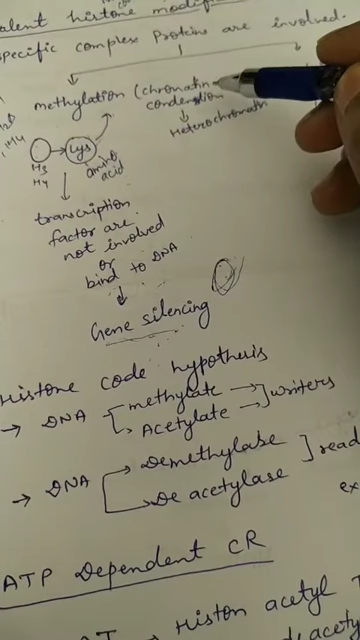 histone modifi
specific complex Proteins are involved.
methylation (chromatin
condensation
Heterochromatin
Lys
amino
acid
H3
H4
transcription
factor are
not involved
or
bind to DNA
Gene silencing
Histone code hypothesis
→ DNA → methylate → ] writers
→ Acetylate →
→ DNA → Demethylase ] read
→ De acetylase
ex
ATP Dependent CR
→ Histon acetyl